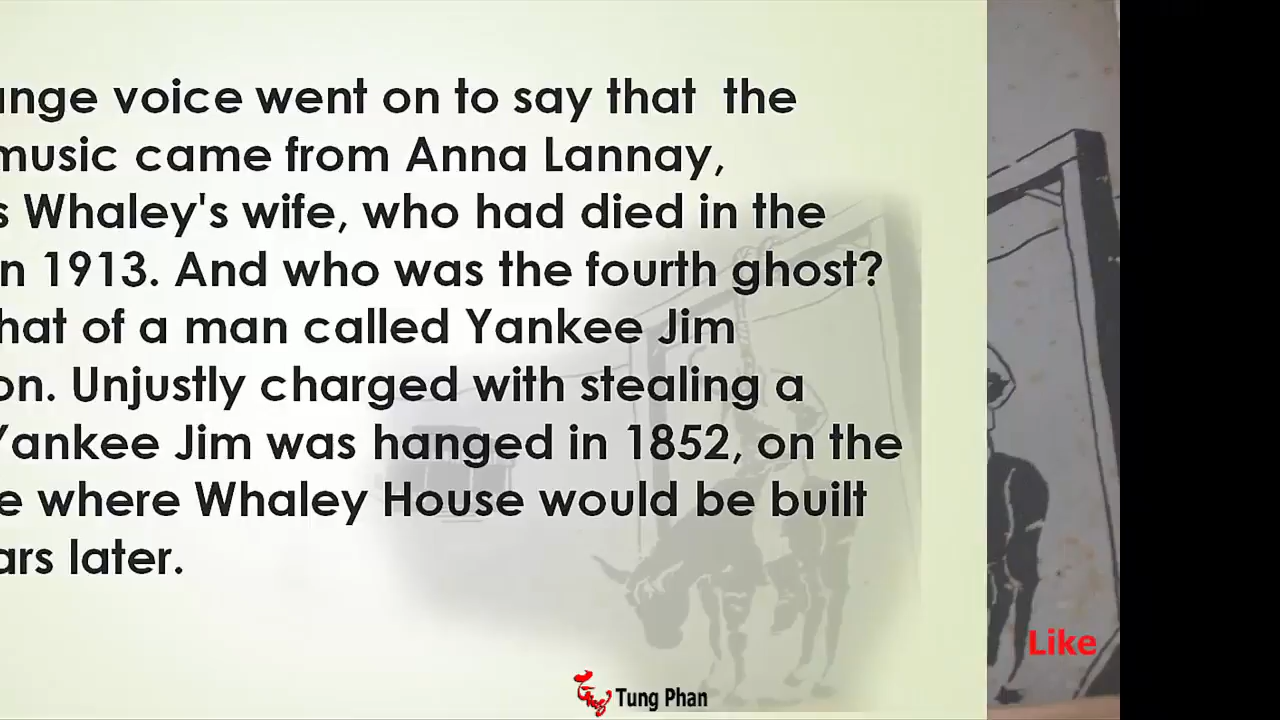 ange voice went on to say that the
music came from Anna Lannay,
s Whaley's wife, who had died in the
n 1913. And who was the fourth ghost?
hat of a man called Yankee Jim
on. Unjustly charged with stealing a
Yankee Jim was hanged in 1852, on the
e where Whaley House would be built
ars later.
Like
Tung Phan